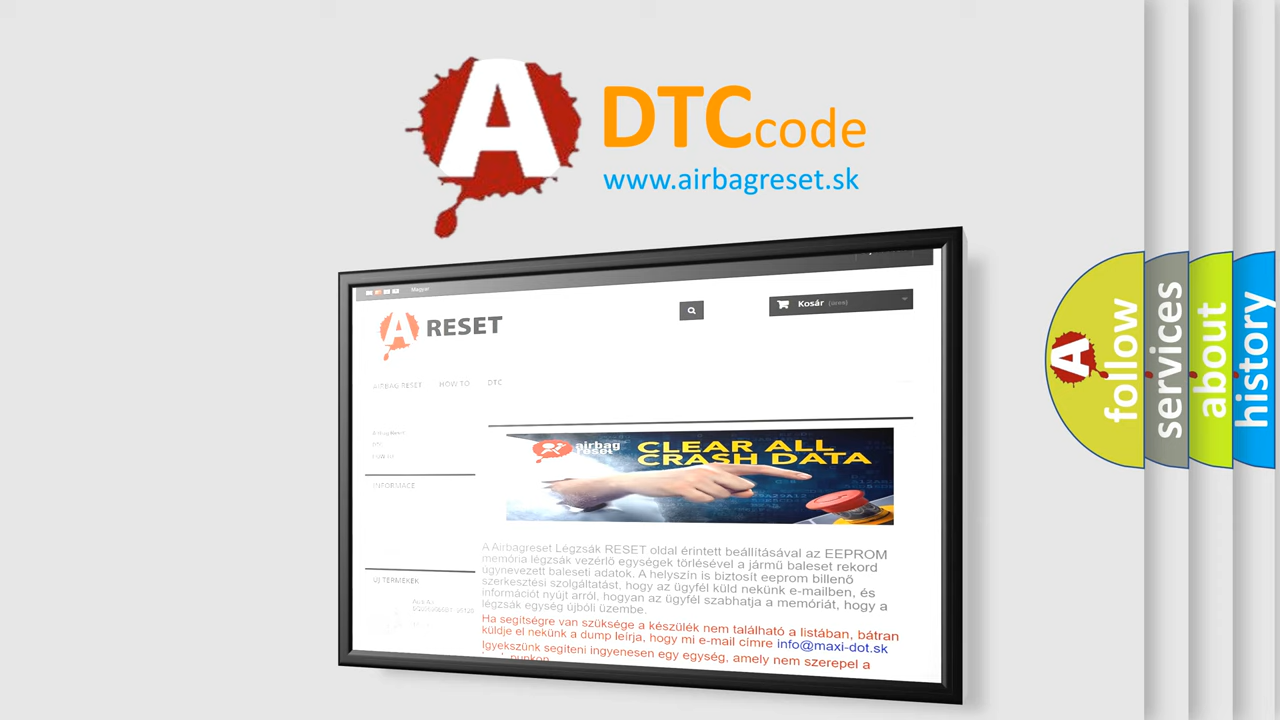 A
DTCcode
www.airbagreset.sk
Magyar
A RESET
Kosár (üres)
AIRBAG RESET HOW TO DTC
Airbag Reset
DTC
INFORMACE
airbag
reset
CLEAR ALL
CRASH DATA
A Airbagreset Légzsák RESET oldal érintett beállításával az EEPROM
memória légzsák vezérlő egységek törlésével a jármű baleset rekord
úgynevezett baleseti adatok, A helyszín is biztosít eeprom billenő
szerkesztési szolgáltatást, hogy az ügyfél küld nekünk e-mailben, és
információt nyújt arról, hogyan az ügyfél szabhatja a memóriát, hogy a
légzsák egység újbóli üzembe.
Ha segítségre van szüksége a készülék nem található a listában, bátran
küldje el nekünk a dump leírja, hogy mi e-mail címre info@maxi-dot.sk
Igyekszünk segíteni ingyenesen egy egység, amely nem szerepel a
ÚJ TERMÉKEK
A
follow
services
about
history